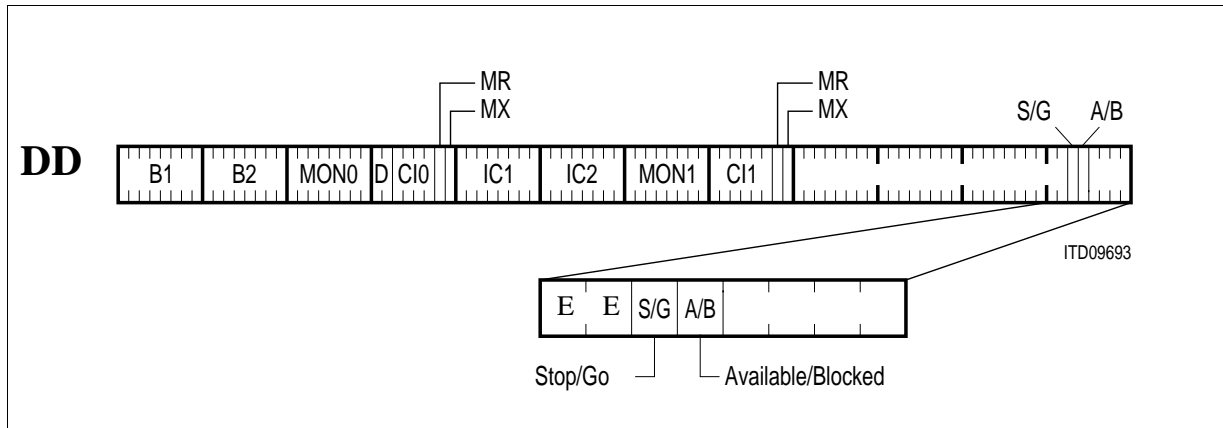 MR MR
MX MX S/G A/B
DD B1 B2 MON0 D CI0 IC1 IC2 MON1 CI1
ITD09693
E E S/G A/B
Stop/Go Available/Blocked